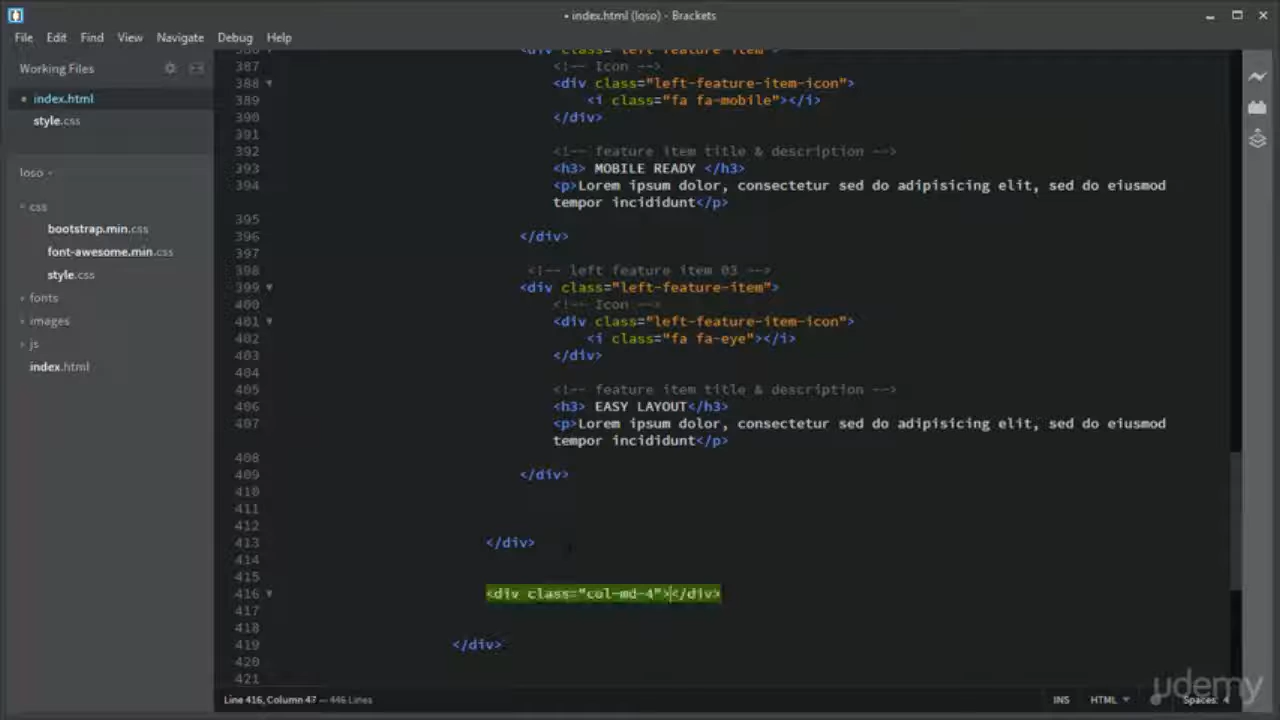 • index.html (loso) - Brackets
File Edit Find View Navigate Debug Help
Working Files
index.html
style.css
loso
css
bootstrap.min.css
font-awesome.min.css
style.css
fonts
images
js
index.html
386 <div class="left-feature-item">
387 <!-- Icon -->
388 <div class="left-feature-item-icon">
389 <i class="fa fa-mobile"></i>
390 </div>
391
392 <!-- feature item title & description -->
393 <h3> MOBILE READY </h3>
394 <p>Lorem ipsum dolor, consectetur sed do adipisicing elit, sed do eiusmod
tempor incididunt</p>
395
396 </div>
397
398 <!-- left feature item 03 -->
399 <div class="left-feature-item">
400 <!-- Icon -->
401 <div class="left-feature-item-icon">
402 <i class="fa fa-eye"></i>
403 </div>
404
405 <!-- feature item title & description -->
406 <h3> EASY LAYOUT</h3>
407 <p>Lorem ipsum dolor, consectetur sed do adipisicing elit, sed do eiusmod
tempor incididunt</p>
408
409 </div>
410
411
412
413 </div>
414
415
416 <div class="col-md-4"></div>
417
418
419 </div>
420
421
Line 416, Column 47 — 446 Lines
INS HTML Spaces: 4
udemy